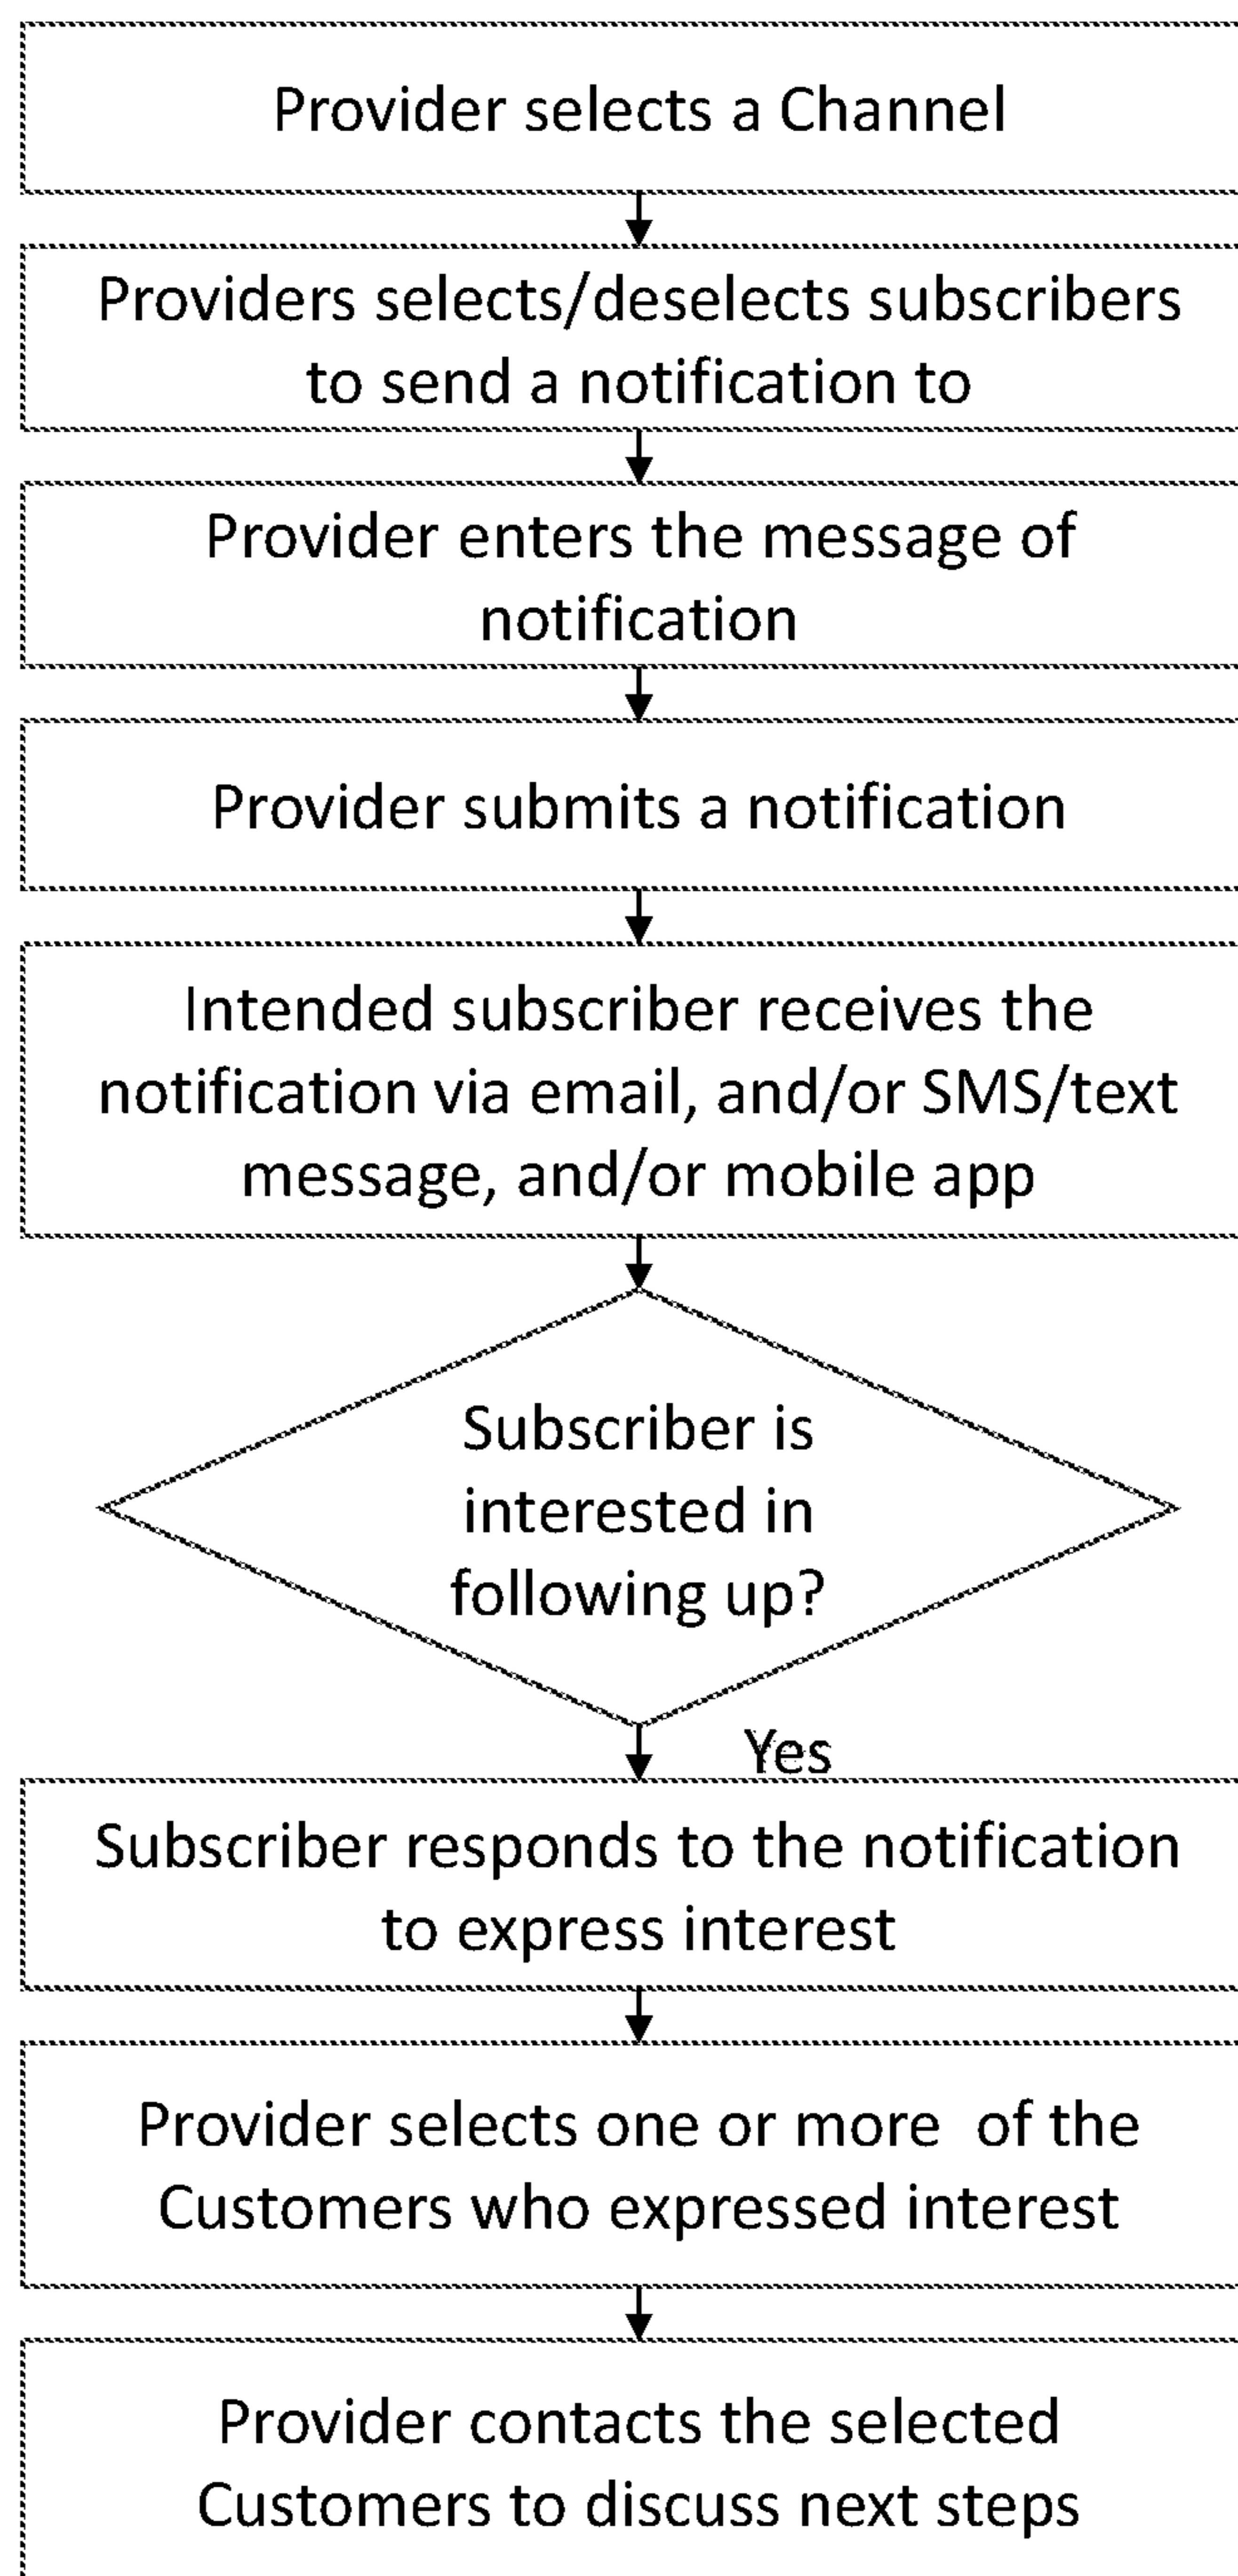 Provider selects a Channel
Providers selects/deselects subscribers
to send a notification to
Provider enters the message of
notification
Provider submits a notification
Intended subscriber receives the
notification via email, and/or SMS/text
message, and/or mobile app
Subscriber is
interested in
following up?
Yes
Subscriber responds to the notification
to express interest
Provider selects one or more  of the
Customers who expressed interest
Provider contacts the selected
Customers to discuss next steps